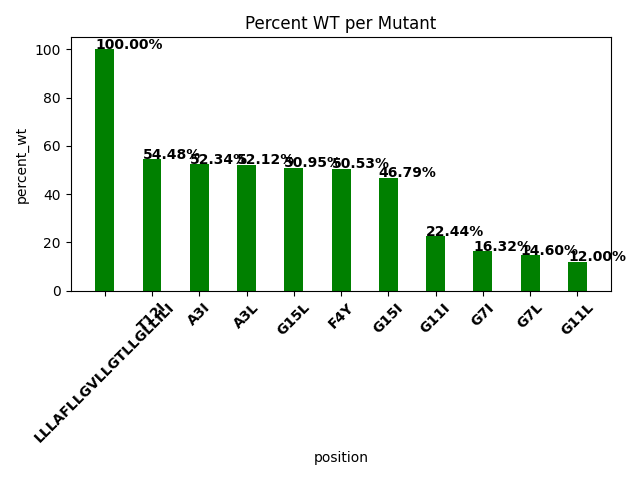 Percent WT per Mutant
percent_wt
100
80
60
40
20
0
100.00%
54.48%
52.34%
52.12%
50.95%
50.53%
46.79%
22.44%
16.32%
14.60%
12.00%
LLLAFLLGVLLGTLLGLLILI
T12I
A3I
A3L
G15L
F4Y
G15I
G11I
G7I
G7L
G11L
position